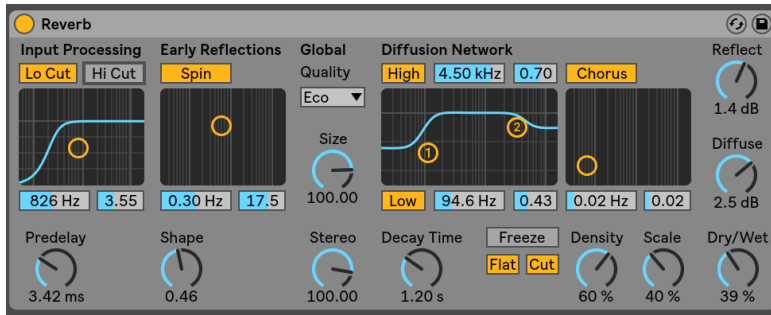 Reverb
Input Processing Early Reflections Global Diffusion Network Reflect
Lo Cut Hi Cut Spin Quality High 4.50 kHz 0.70 Chorus
Eco
1.4 dB
1 2
Size Diffuse
826 Hz 3.55 0.30 Hz 17.5 100.00 Low 94.6 Hz 0.43 0.02 Hz 0.02 2.5 dB
Predelay Shape Stereo Decay Time Freeze Density Scale Dry/Wet
Flat Cut
3.42 ms 0.46 100.00 1.20 s 60 % 40 % 39 %